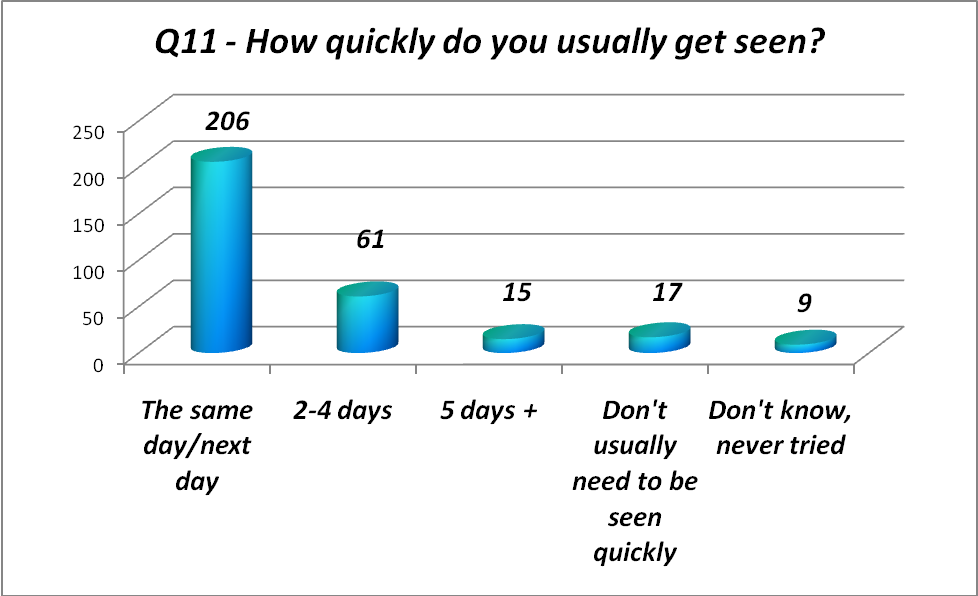 Q11 - How quickly do you usually get seen?
250
200
150
100
50
0
206
61
15
17
9
The same
day/next
day
2-4 days
5 days +
Don't
usually
need to be
seen
quickly
Don't know,
never tried